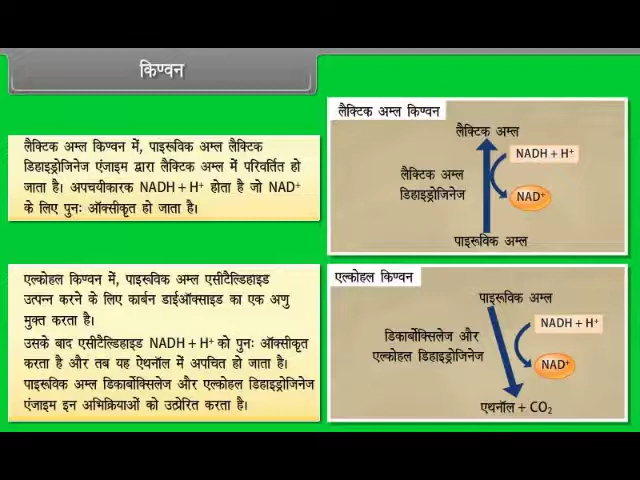 किण्वन
लैक्टिक अम्ल किण्वन में, पाइरूविक अम्ल लैक्टिक
डिहाइड्रोजिनेज एंजाइम द्वारा लैक्टिक अम्ल में परिवर्तित हो
जाता है। अपचयीकारक NADH + H⁺ होता है जो NAD⁺
के लिए पुनः ऑक्सीकृत हो जाता है।
लैक्टिक अम्ल किण्वन
लैक्टिक अम्ल
NADH + H⁺
लैक्टिक अम्ल
डिहाइड्रोजिनेज
NAD⁺
पाइरूविक अम्ल
एल्कोहल किण्वन में, पाइरूविक अम्ल एसीटैल्डिहाइड
उत्पन्न करने के लिए कार्बन डाईऑक्साइड का एक अणु
मुक्त करता है।
उसके बाद एसीटैल्डिहाइड NADH + H⁺ को पुनः ऑक्सीकृत
करता है और तब यह ऐथनॉल में अपचित हो जाता है।
पाइरूविक अम्ल डिकार्बोक्सिलेज और एल्कोहल डिहाइड्रोजिनेज
एंजाइम इन अभिक्रियाओं को उत्प्रेरित करता है।
एल्कोहल किण्वन
पाइरूविक अम्ल
NADH + H⁺
डिकार्बोक्सिलेज और
एल्कोहल डिहाइड्रोजिनेज
NAD⁺
एथनॉल + CO₂